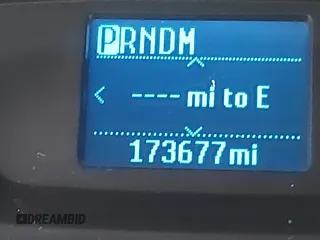 PRNDM
---- mi to E
173677mi
DREAMBID